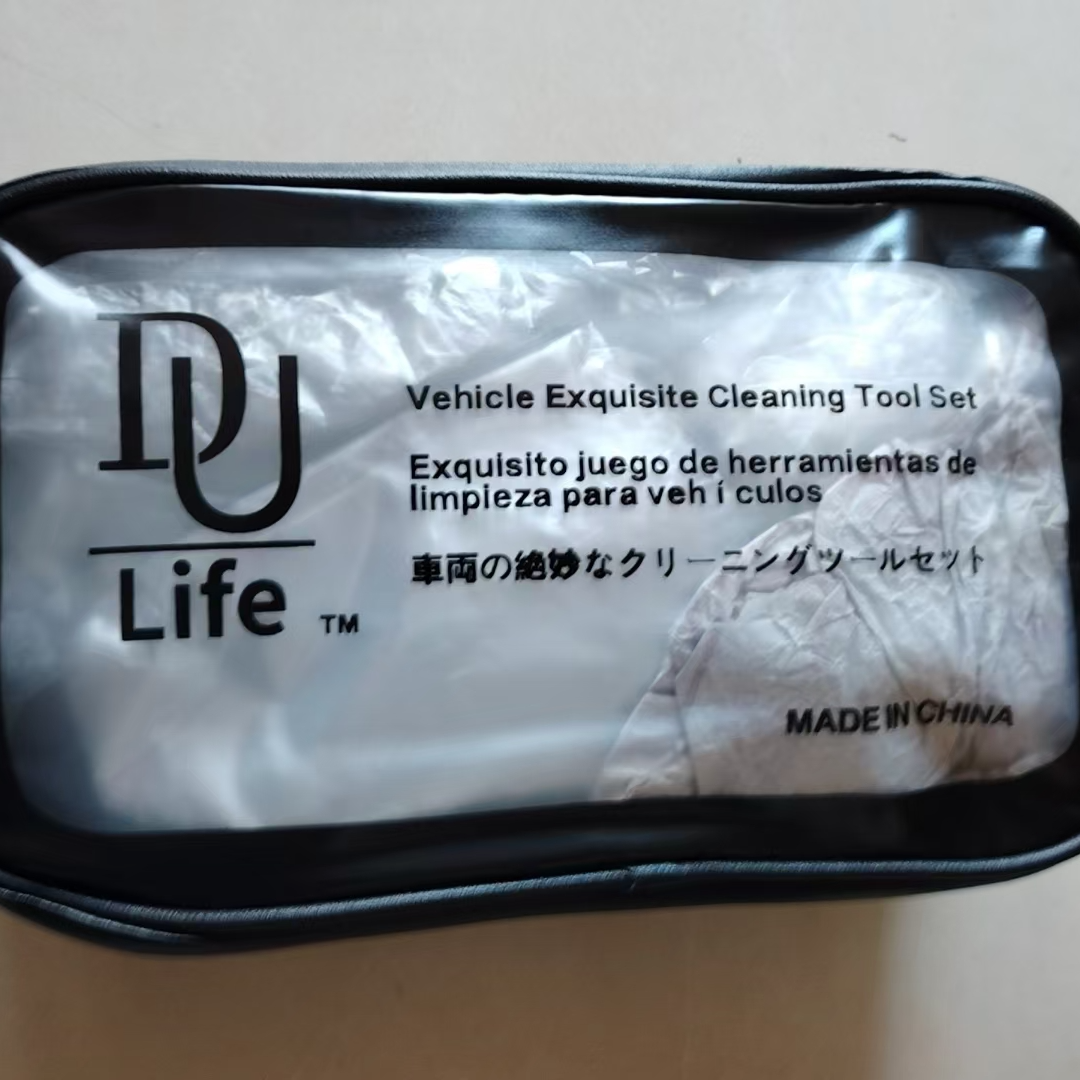 DU
Life TM
Vehicle Exquisite Cleaning Tool Set
Exquisito juego de herramientas de
limpieza para veh í culos
車両の絶妙なクリーニングツールセット
MADE IN CHINA